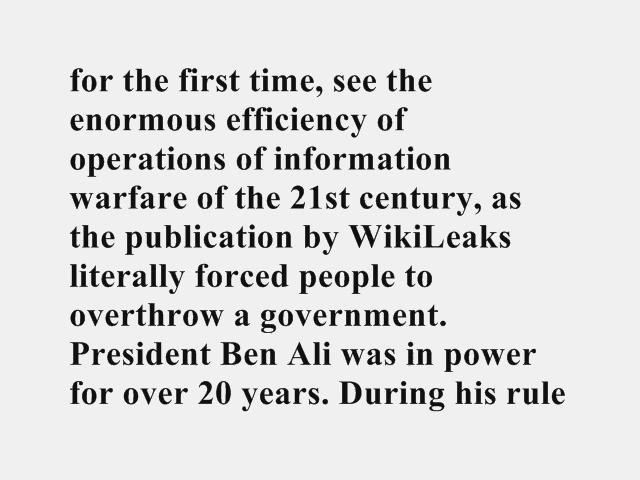 for the first time, see the
enormous efficiency of
operations of information
warfare of the 21st century, as
the publication by WikiLeaks
literally forced people to
overthrow a government.
President Ben Ali was in power
for over 20 years. During his rule